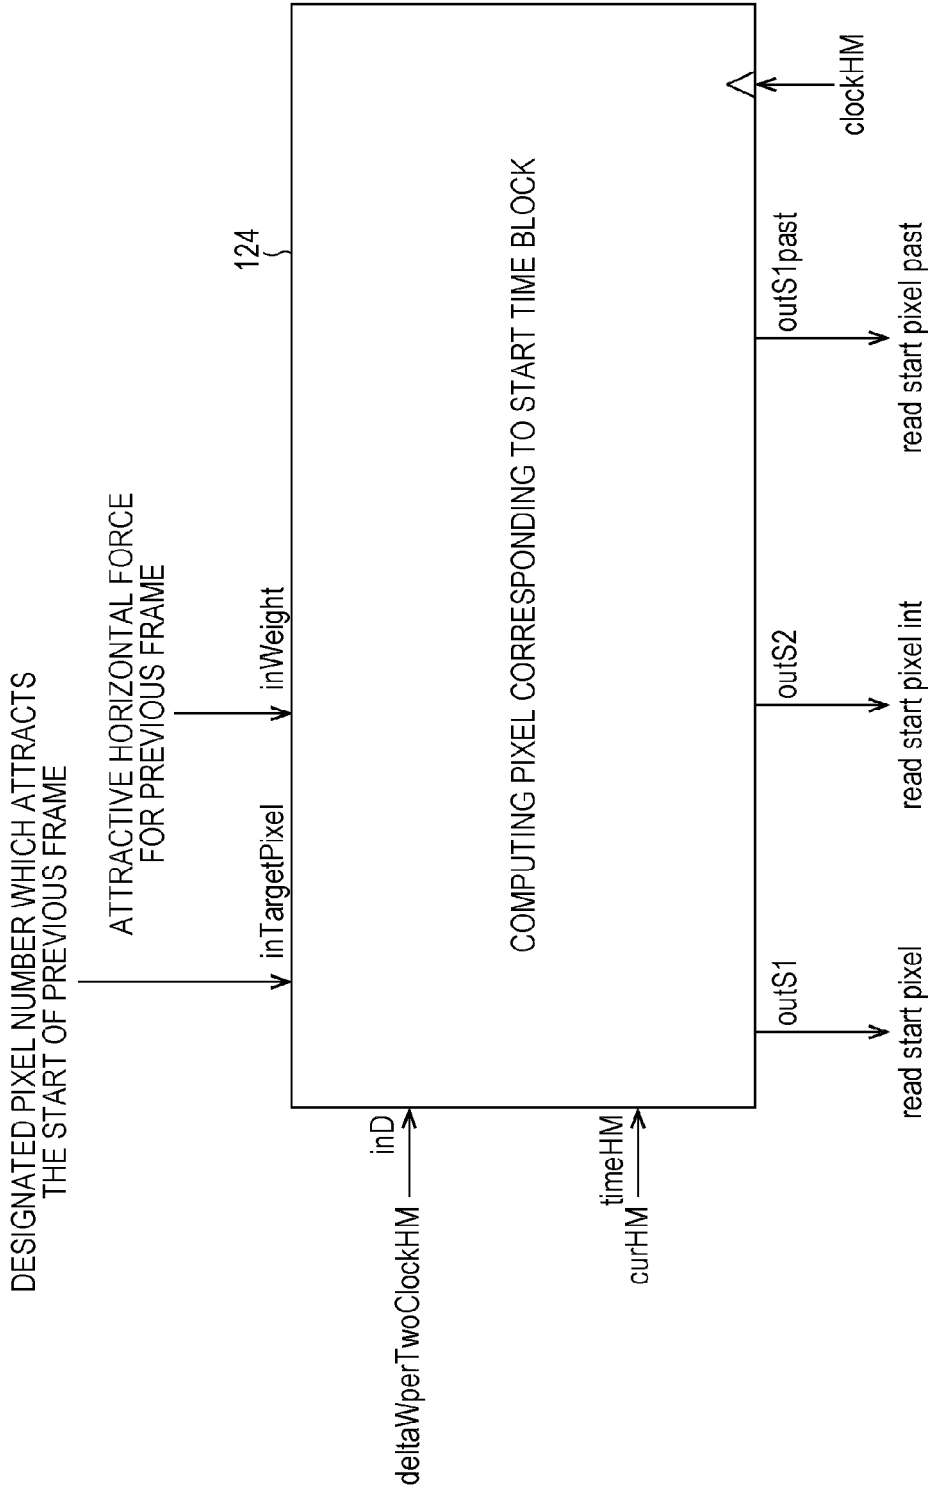 DESIGNATED PIXEL NUMBER WHICH ATTRACTS
THE START OF PREVIOUS FRAME
ATTRACTIVE HORIZONTAL FORCE
FOR PREVIOUS FRAME
inTargetPixel
inWeight
124
deltaWperTwoClockHM
inD
curHM
timeHM
COMPUTING PIXEL CORRESPONDING TO START TIME BLOCK
outS1
read start pixel
outS2
read start pixel int
outS1past
read start pixel past
clockHM